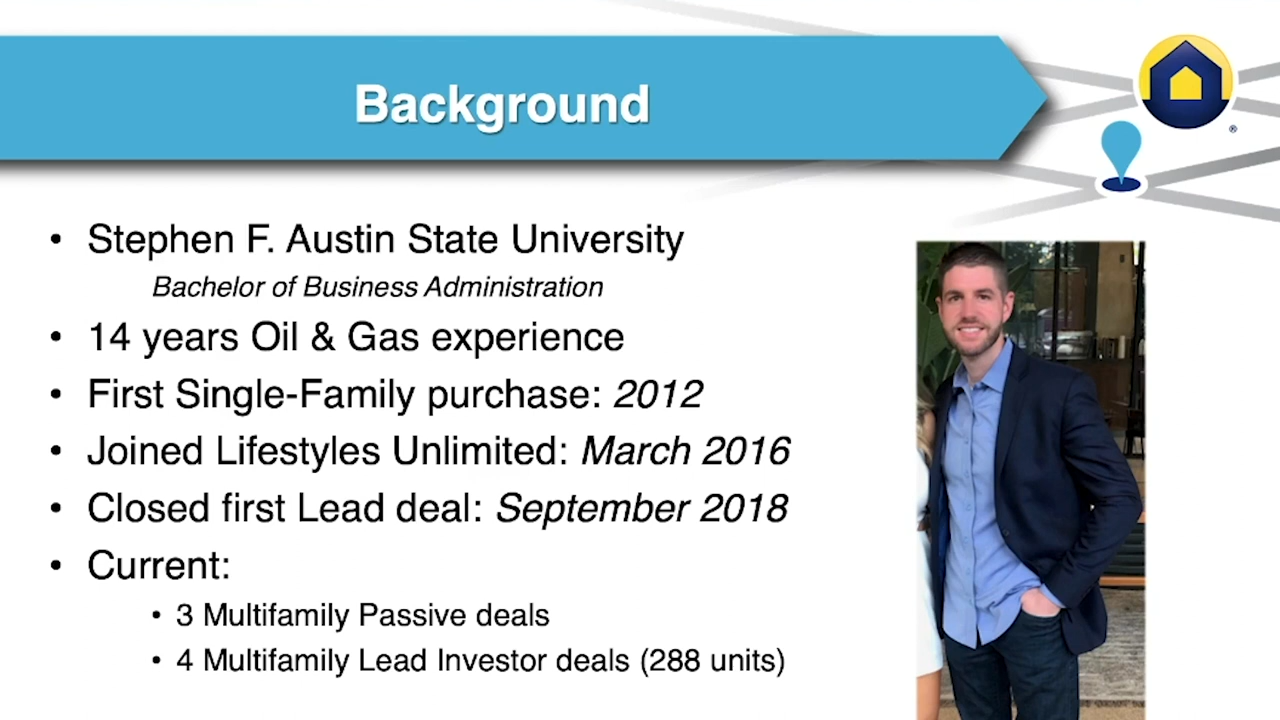 Background
®
• Stephen F. Austin State University
Bachelor of Business Administration
• 14 years Oil & Gas experience
• First Single-Family purchase: 2012
• Joined Lifestyles Unlimited: March 2016
• Closed first Lead deal: September 2018
• Current:
• 3 Multifamily Passive deals
• 4 Multifamily Lead Investor deals (288 units)